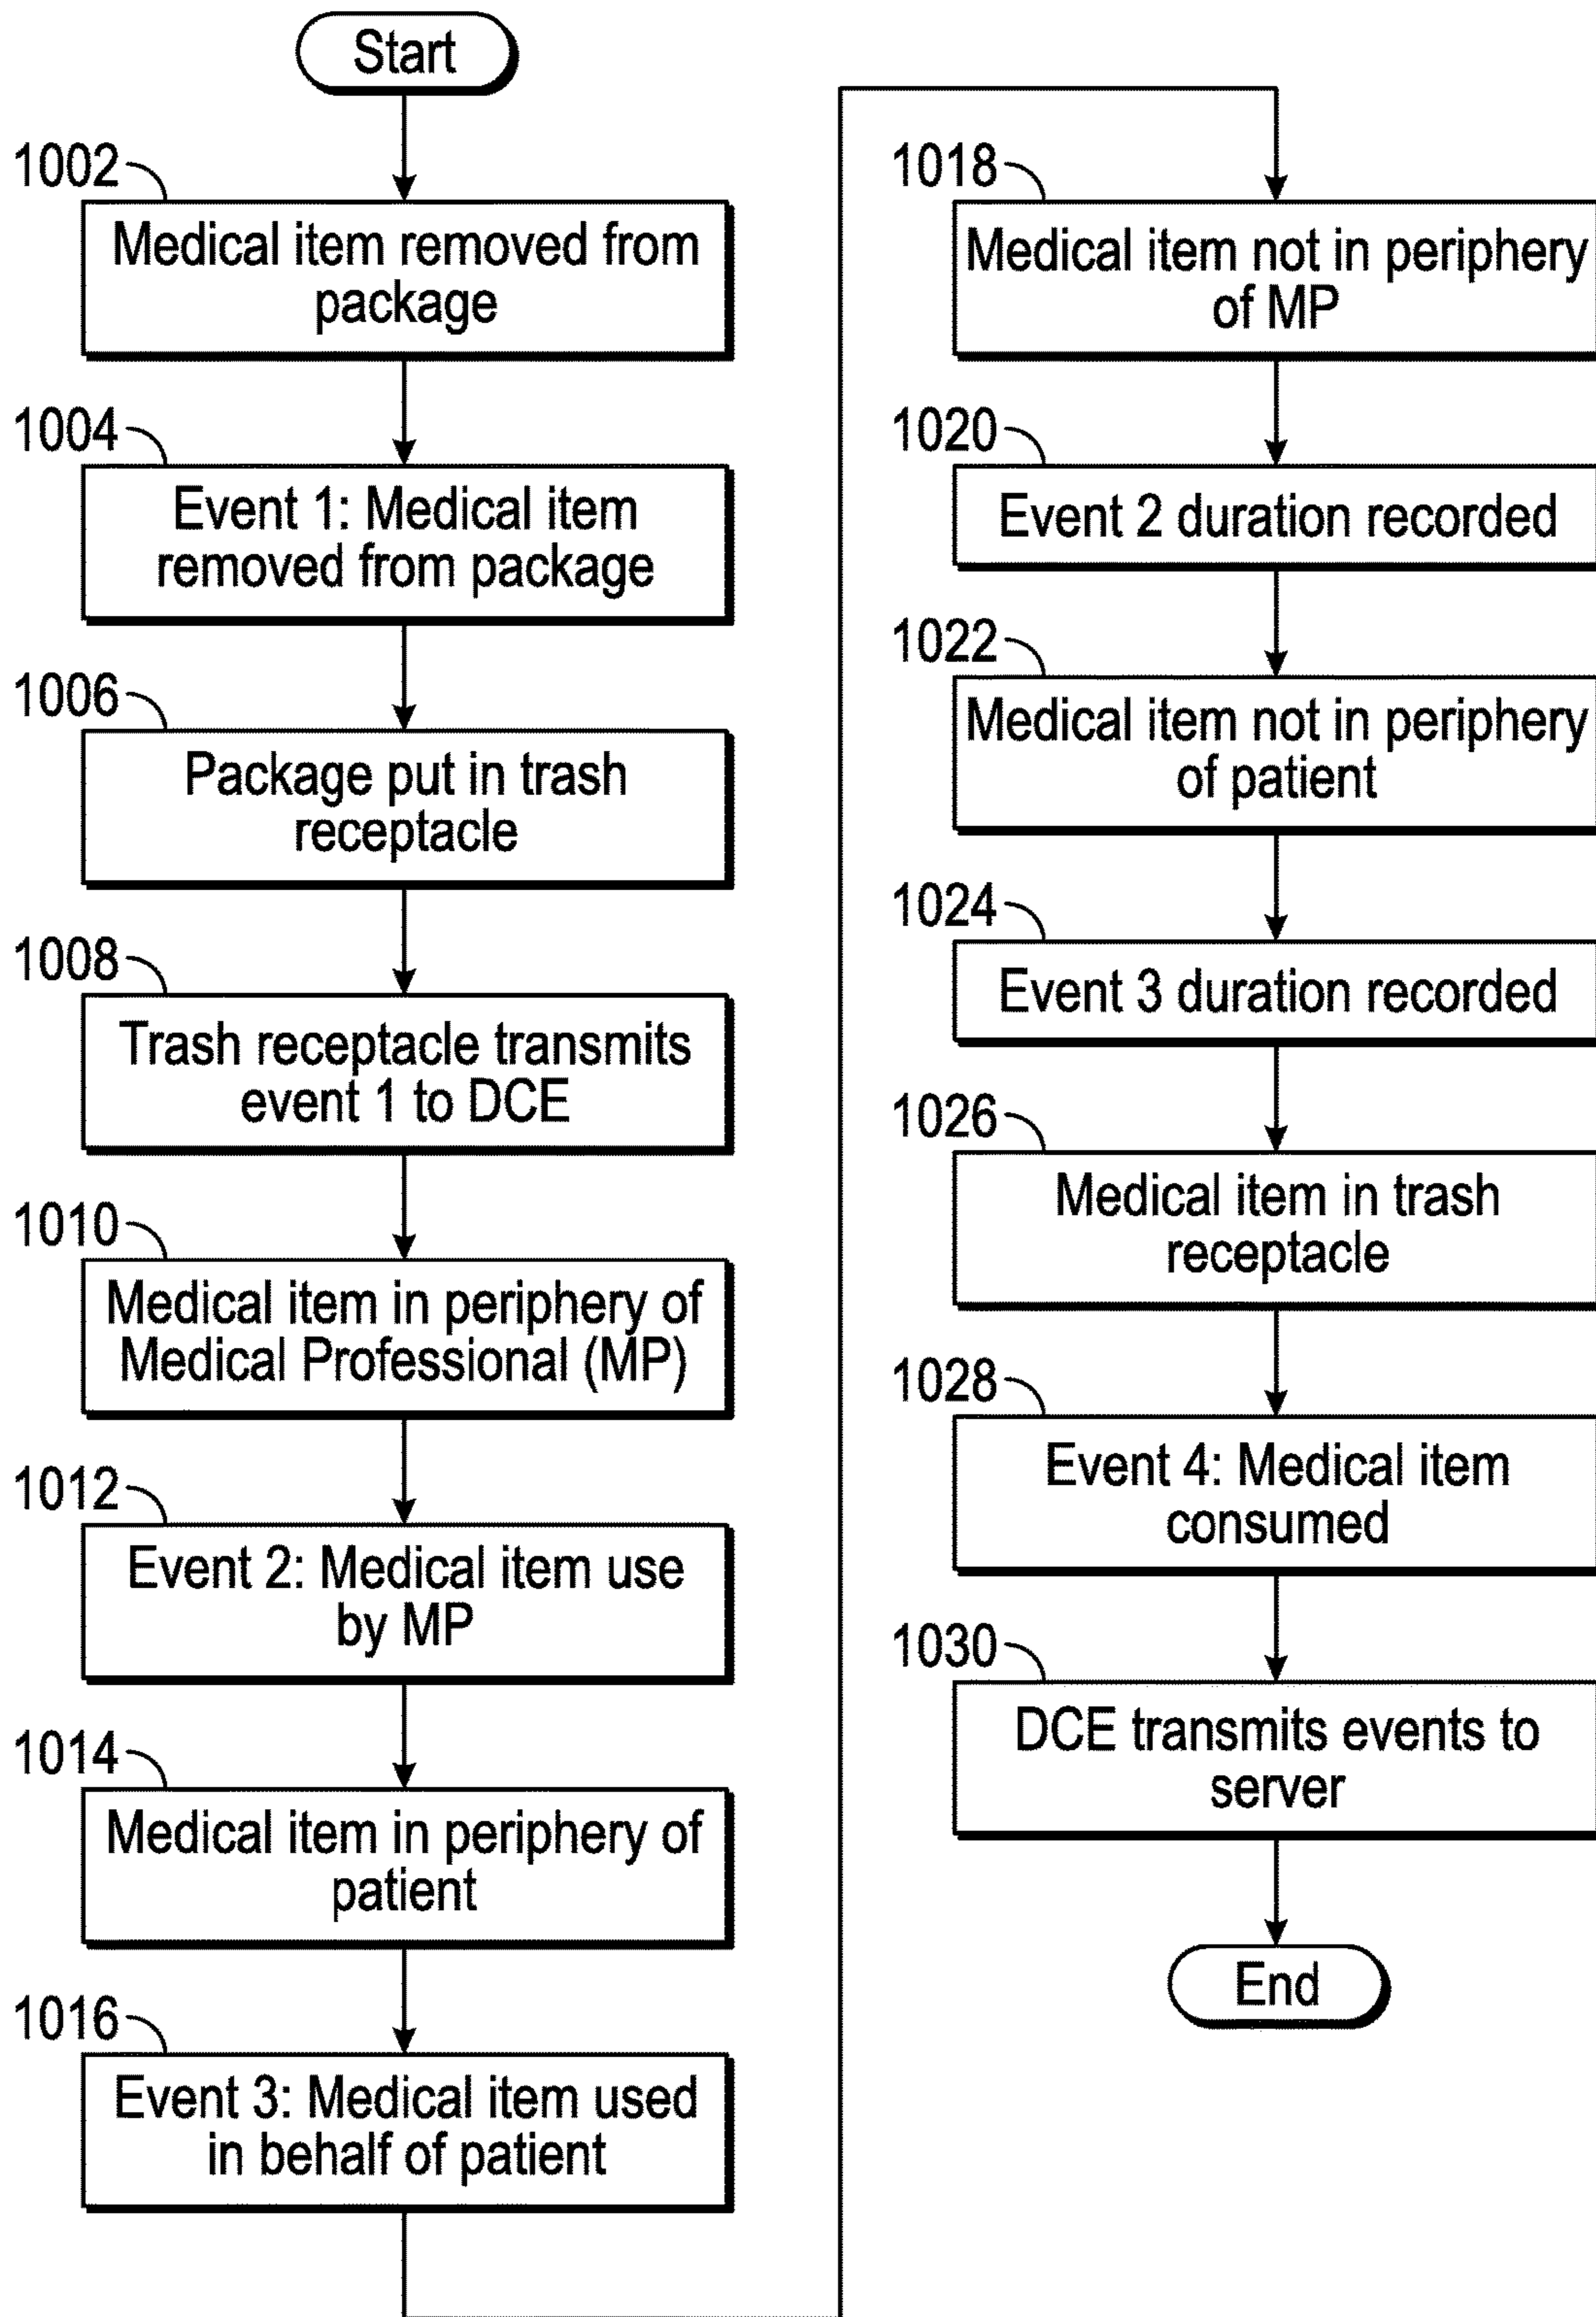 Start
1002
Medical item removed from
package
1004
Event 1: Medical item
removed from package
1006
Package put in trash
receptacle
1008
Trash receptacle transmits
event 1 to DCE
1010
Medical item in periphery of
Medical Professional (MP)
1012
Event 2: Medical item use
by MP
1014
Medical item in periphery of
patient
1016
Event 3: Medical item used
in behalf of patient
1018
Medical item not in periphery
of MP
1020
Event 2 duration recorded
1022
Medical item not in periphery
of patient
1024
Event 3 duration recorded
1026
Medical item in trash
receptacle
1028
Event 4: Medical item
consumed
1030
DCE transmits events to
server
End